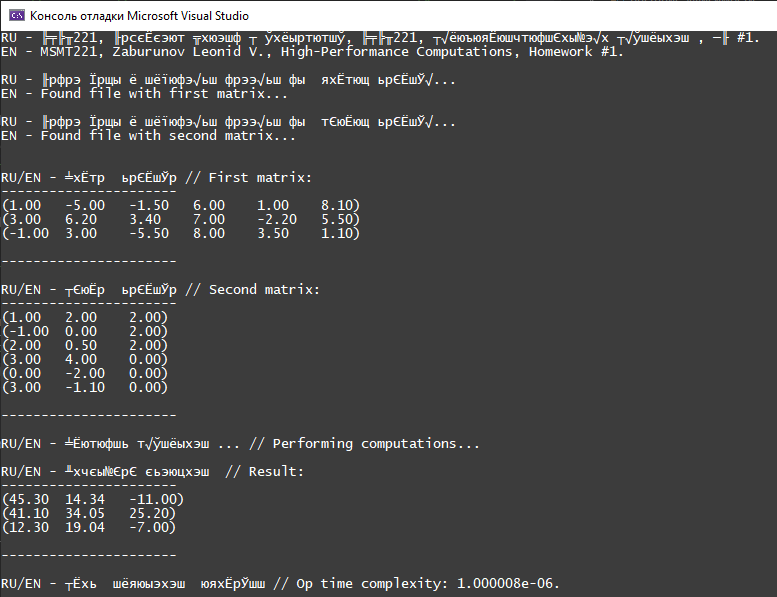 Консоль отладки Microsoft Visual Studio
RU - ╠╤╠╥221, ╟рсєЁєэют ╦хюэшф ┬ ўхёыртютшў, ╠╤╠╥221, ┬√ёюъюяЁюшчтюфшЄхы№э√х т√ўшёыхэш , ─╟ #1.
EN - MSMT221, Zaburunov Leonid V., High-Performance Computations, Homework #1.
RU - ╟рфрэ Їрщы ё шёїюфэ√ьш фрээ√ьш фы  яхЁтющ ьрЄЁшЎ√...
EN - Found file with first matrix...
RU - ╟рфрэ Їрщы ё шёїюфэ√ьш фрээ√ьш фы  тЄюЁющ ьрЄЁшЎ√...
EN - Found file with second matrix...
RU/EN - ╧хЁтр  ьрЄЁшЎр // First matrix:
----------------------
(1.00 -5.00 -1.50 6.00 1.00 8.10)
(3.00 6.20 3.40 7.00 -2.20 5.50)
(-1.00 3.00 -5.50 8.00 3.50 1.10)
----------------------
RU/EN - ┬ЄюЁр  ьрЄЁшЎр // Second matrix:
----------------------
(1.00 2.00 2.00)
(-1.00 0.00 2.00)
(2.00 0.50 2.00)
(3.00 4.00 0.00)
(0.00 -2.00 0.00)
(3.00 -1.10 0.00)
----------------------
RU/EN - ╧Ёютюфшь т√ўшёыхэш ... // Performing computations...
RU/EN - ╨хчєы№ЄрЄ єьэюцхэш  // Result:
----------------------
(45.30 14.34 -11.00)
(41.10 34.05 25.20)
(12.30 19.04 -7.00)
----------------------
RU/EN - ┬Ёхь  шёяюыэхэш  юяхЁрЎшш // Op time complexity: 1.000008e-06.